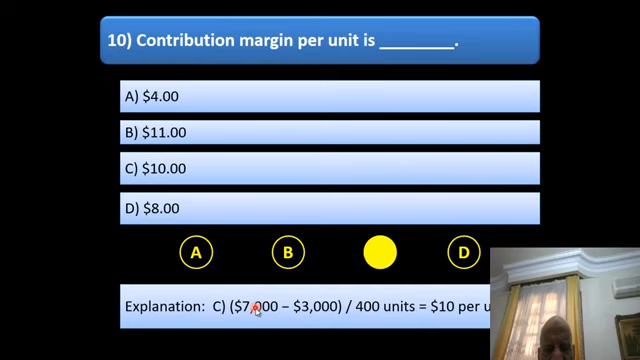 10) Contribution margin per unit is ________.
A) $4.00
B) $11.00
C) $10.00
D) $8.00
A B D
Explanation: C) ($7,000 − $3,000) / 400 units = $10 per u